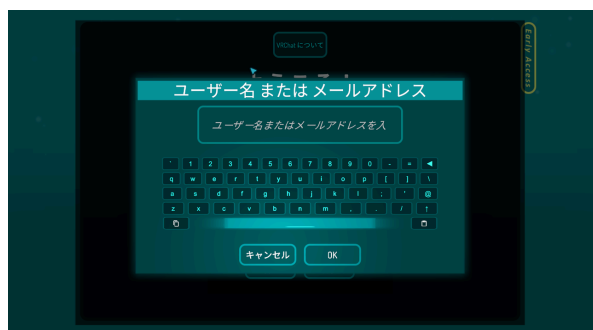 VRChatについて
Early Access
ユーザー名 または メールアドレス
ユーザー名またはメールアドレスを入
` 1 2 3 4 5 6 7 8 9 0 - = ◀
q w e r t y u i o p [ ] \
a s d f g h j k l ; ' @
z x c v b n m , . / ↑
キャンセル OK